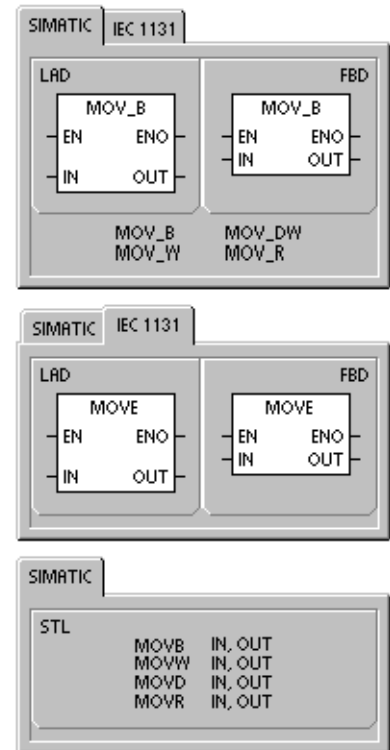 SIMATIC IEC 1131
LAD FBD
MOV_B MOV_B
EN ENO EN ENO
IN OUT IN OUT
MOV_B MOV_DW
MOV_W MOV_R
SIMATIC IEC 1131
LAD FBD
MOVE MOVE
EN ENO EN ENO
IN OUT IN OUT
SIMATIC
STL
MOVB IN, OUT
MOVW IN, OUT
MOVD IN, OUT
MOVR IN, OUT